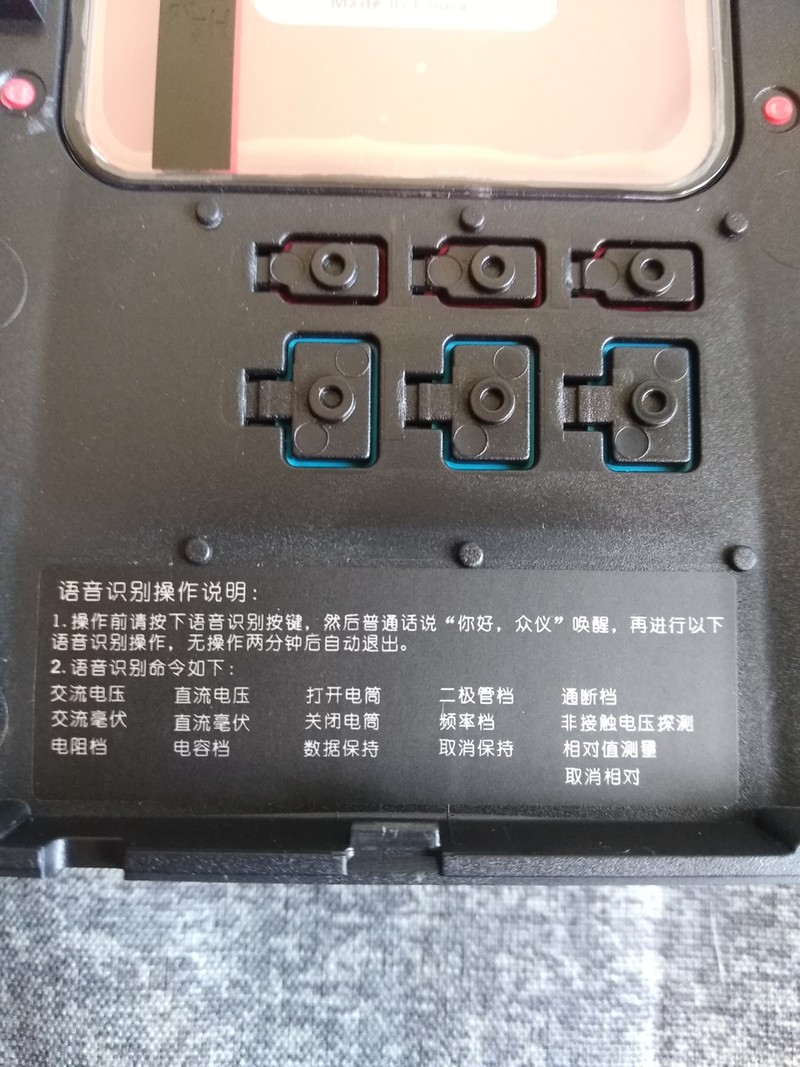 Made in China
语音识别操作说明：
1.操作前请按下语音识别按键，然后普通话说“你好，众仪”唤醒，再进行以下
语音识别操作，无操作两分钟后自动退出。
2.语音识别命令如下：
交流电压 直流电压 打开电筒 二极管档 通断档
交流毫伏 直流毫伏 关闭电筒 频率档 非接触电压探测
电阻档 电容档 数据保持 取消保持 相对值测量
取消相对